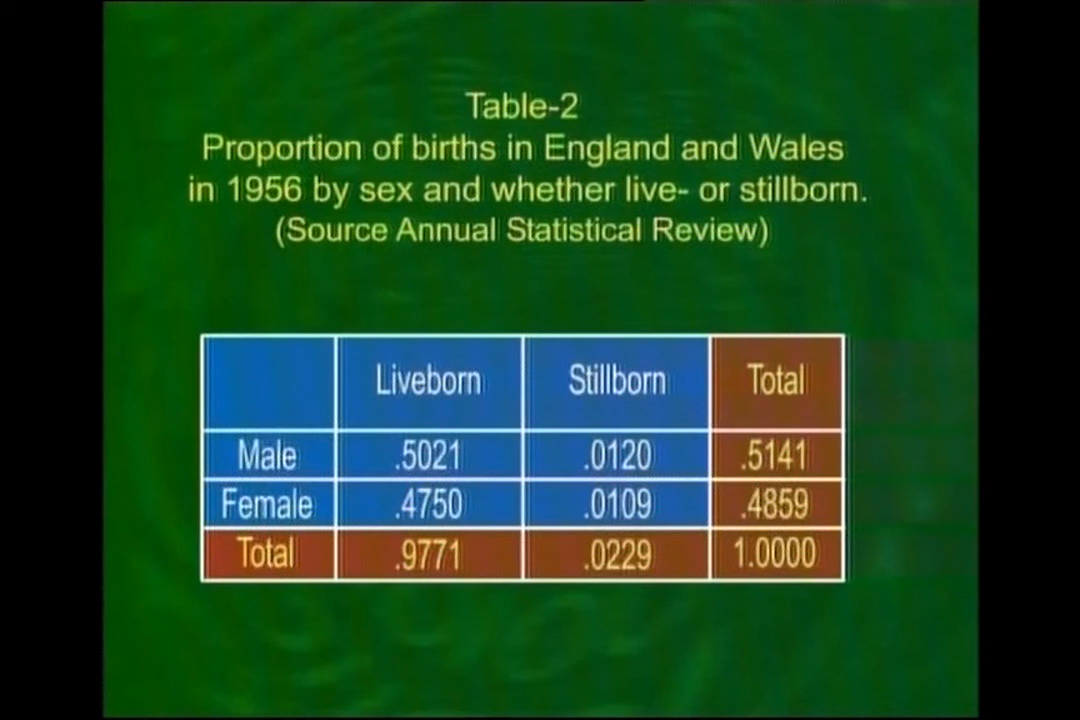 Table-2
Proportion of births in England and Wales
in 1956 by sex and whether live- or stillborn.
(Source Annual Statistical Review)
Liveborn Stillborn Total
Male .5021 .0120 .5141
Female .4750 .0109 .4859
Total .9771 .0229 1.0000